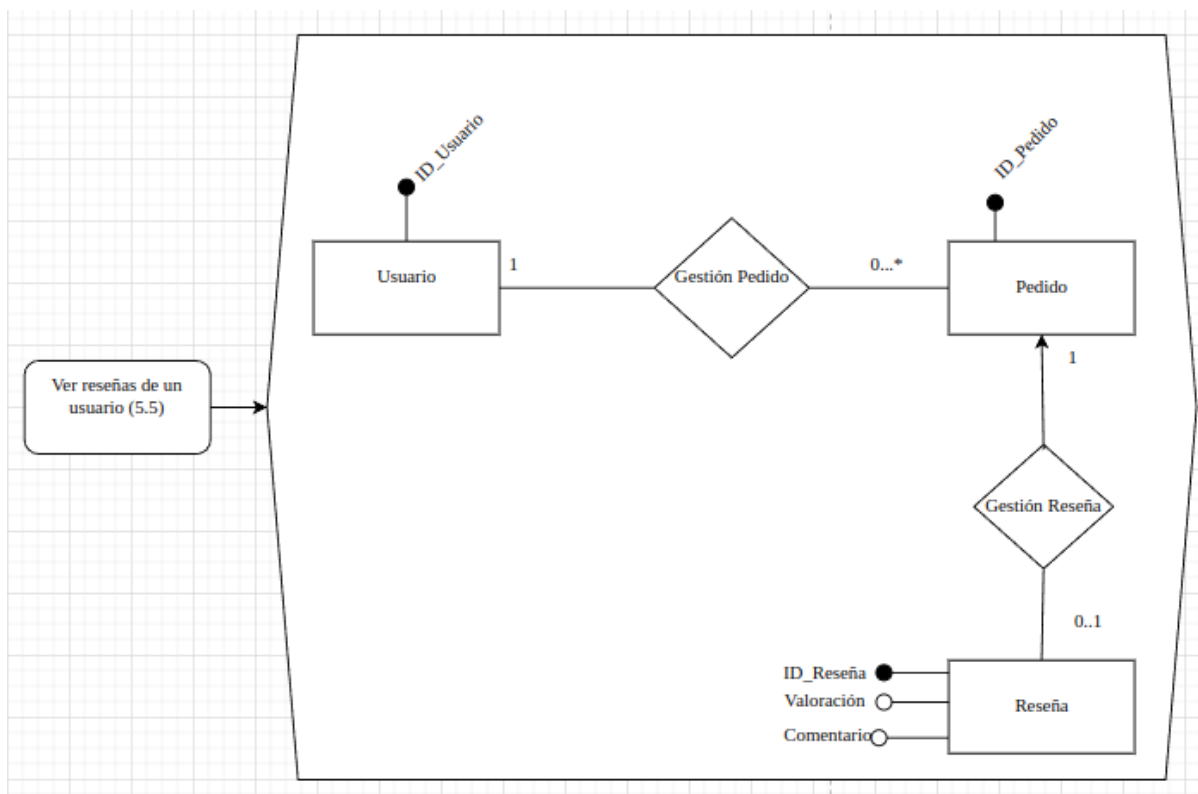 ID_Usuario
ID_Pedido
Usuario
1
Gestión Pedido
0...*
Pedido
1
Ver reseñas de un
usuario (5.5)
Gestión Reseña
0..1
ID_Reseña
Valoración
Comentario
Reseña